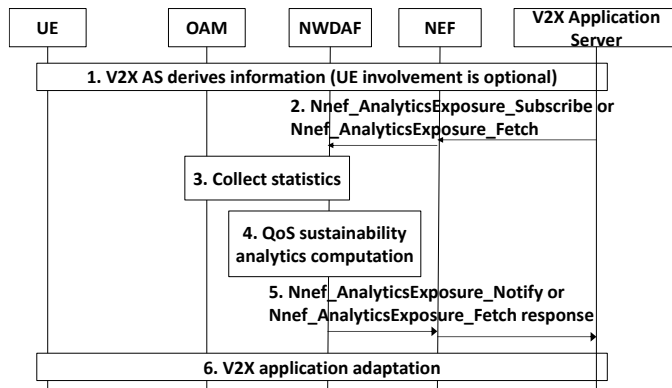 UE
OAM
NWDAF
NEF
V2X Application
Server
1. V2X AS derives information (UE involvement is optional)
2. Nnef_AnalyticsExposure_Subscribe or
Nnef_AnalyticsExposure_Fetch
3. Collect statistics
4. QoS sustainability
analytics computation
5. Nnef_AnalyticsExposure_Notify or
Nnef_AnalyticsExposure_Fetch response
6. V2X application adaptation